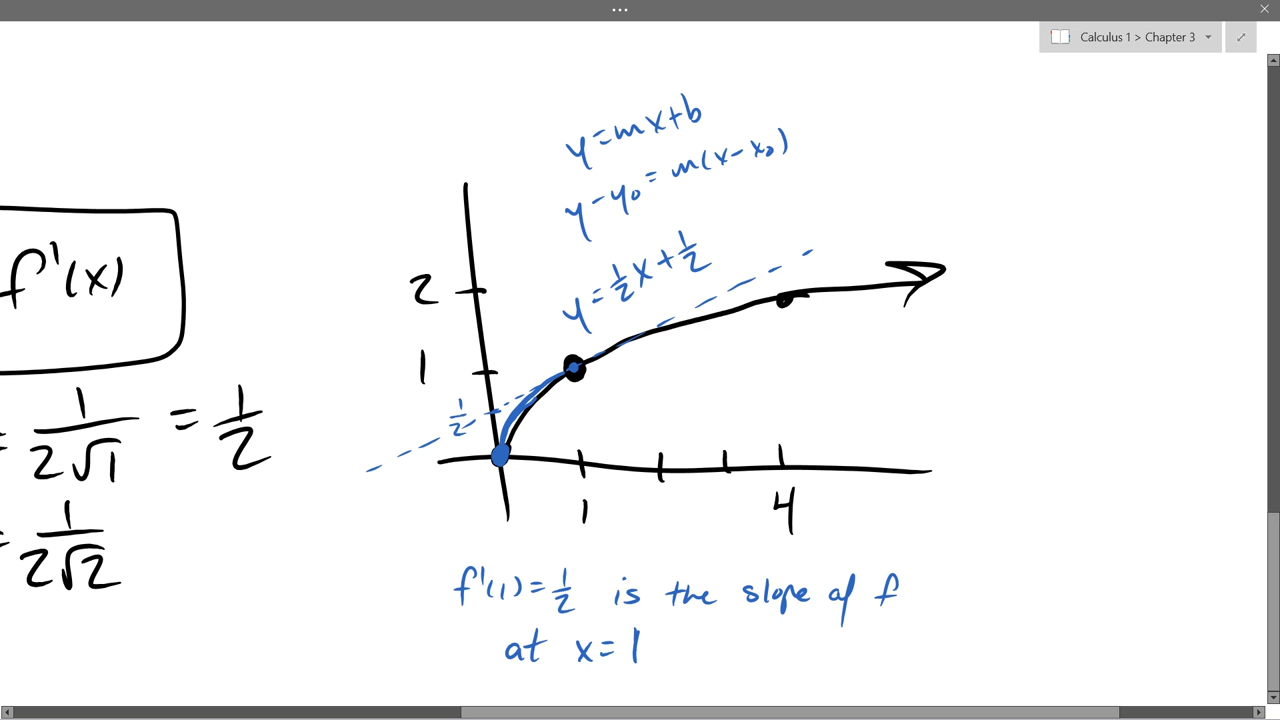 Calculus 1 > Chapter 3
y=mx+b
y-y₀=m(x-x₀)
y=1/2x+1/2
f'(x)
2
1
1/2
= 1/(2√1) = 1/2
= 1/(2√2)
1
4
f'(1)=1/2 is the slope of f
at x=1